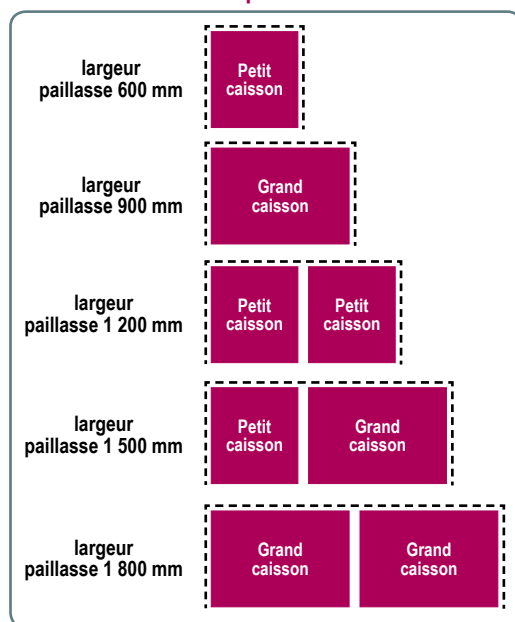 largeur
paillasse 600 mm
Petit
caisson
largeur
paillasse 900 mm
Grand
caisson
largeur
paillasse 1 200 mm
Petit
caisson
Petit
caisson
largeur
paillasse 1 500 mm
Petit
caisson
Grand
caisson
largeur
paillasse 1 800 mm
Grand
caisson
Grand
caisson